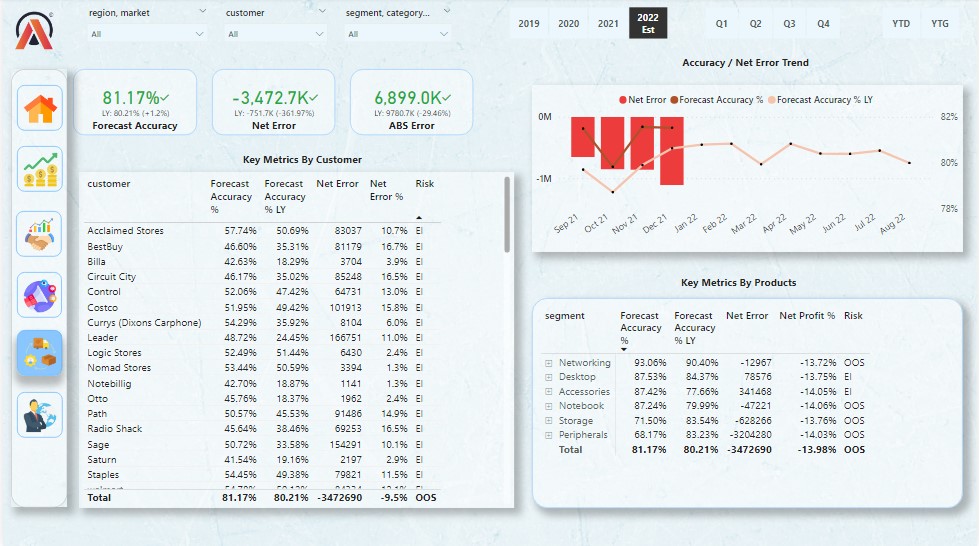 region, market
customer
segment, category...
All
All
All
2019
2020
2021
2022
Est
Q1
Q2
Q3
Q4
YTD
YTG
81.17%✓
LY: 80.21% (+1.2%)
Forecast Accuracy
-3,472.7K✓
LY: -751.7K (-361.97%)
Net Error
6,899.0K✓
LY: 9780.7K (-29.46%)
ABS Error
Key Metrics By Customer
customer Forecast Accuracy % Forecast Accuracy % LY Net Error Net Error % Risk
Acclaimed Stores 57.74% 50.69% 83037 10.7% EI
BestBuy 46.60% 35.31% 81179 16.7% EI
Billa 42.63% 18.29% 3704 3.9% EI
Circuit City 46.17% 35.02% 85248 16.5% EI
Control 52.06% 47.42% 64731 13.0% EI
Costco 51.95% 49.42% 101913 15.8% EI
Currys (Dixons Carphone) 54.29% 35.92% 8104 6.0% EI
Leader 48.72% 24.45% 166751 11.0% EI
Logic Stores 52.49% 51.44% 6430 2.4% EI
Nomad Stores 53.44% 50.59% 3394 1.3% EI
Notebillig 42.70% 18.87% 1141 1.3% EI
Otto 45.76% 18.37% 1962 2.4% EI
Path 50.57% 45.53% 91486 14.9% EI
Radio Shack 45.64% 38.46% 69253 16.5% EI
Sage 50.72% 33.58% 154291 10.1% EI
Saturn 41.54% 19.16% 2197 2.9% EI
Staples 54.45% 49.38% 79821 11.5% EI
Total 81.17% 80.21% -3472690 -9.5% OOS
Accuracy / Net Error Trend
Net Error Forecast Accuracy % Forecast Accuracy % LY
0M
-1M
82%
80%
78%
Sep 21
Oct 21
Nov 21
Dec 21
Jan 22
Feb 22
Mar 22
Apr 22
May 22
Jun 22
Jul 22
Aug 22
Key Metrics By Products
segment Forecast Accuracy % Forecast Accuracy % LY Net Error Net Profit % Risk
Networking 93.06% 90.40% -12967 -13.72% OOS
Desktop 87.53% 84.37% 78576 -13.75% EI
Accessories 87.42% 77.66% 341468 -14.05% EI
Notebook 87.24% 79.99% -47221 -14.06% OOS
Storage 71.50% 83.54% -628266 -13.76% OOS
Peripherals 68.17% 83.23% -3204280 -14.03% OOS
Total 81.17% 80.21% -3472690 -13.98% OOS